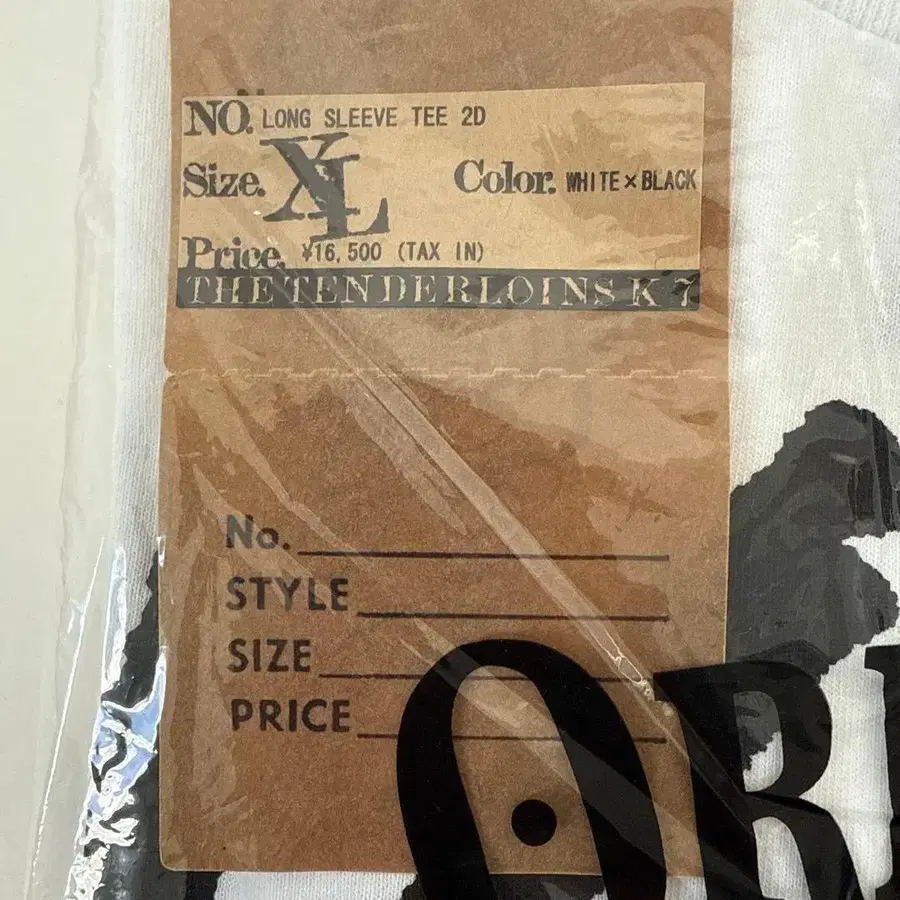 NO. LONG SLEEVE TEE 2D
Size. XL Color. WHITE×BLACK
Price. ¥16,500 (TAX IN)
THE TENDERLOINS K 7
No.
STYLE
SIZE
PRICE